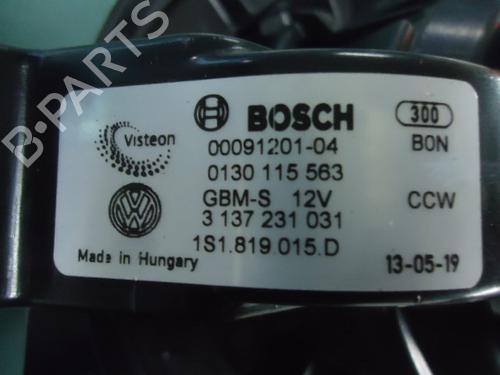 B-PARTS
BOSCH
300
Visteon
00091201-04
BON
0130 115 563
GBM-S 12V
CCW
3 137 231 031
1S1.819.015.D
Made in Hungary
13-05-19